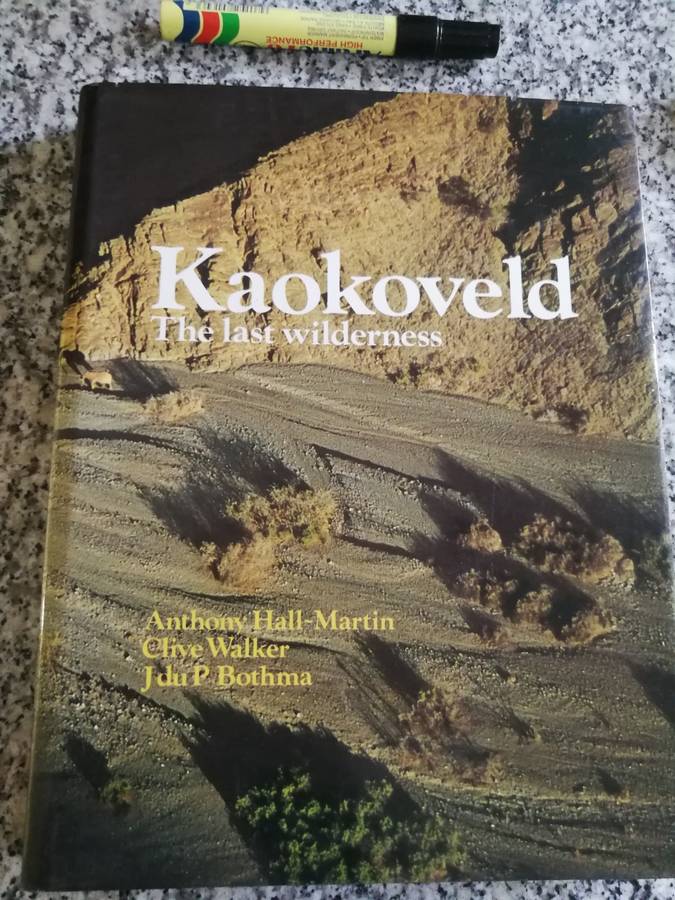 HIGH PERFORMANCE
Kaokoveld
The last wilderness
Anthony Hall-Martin
Clive Walker
J du P Bothma